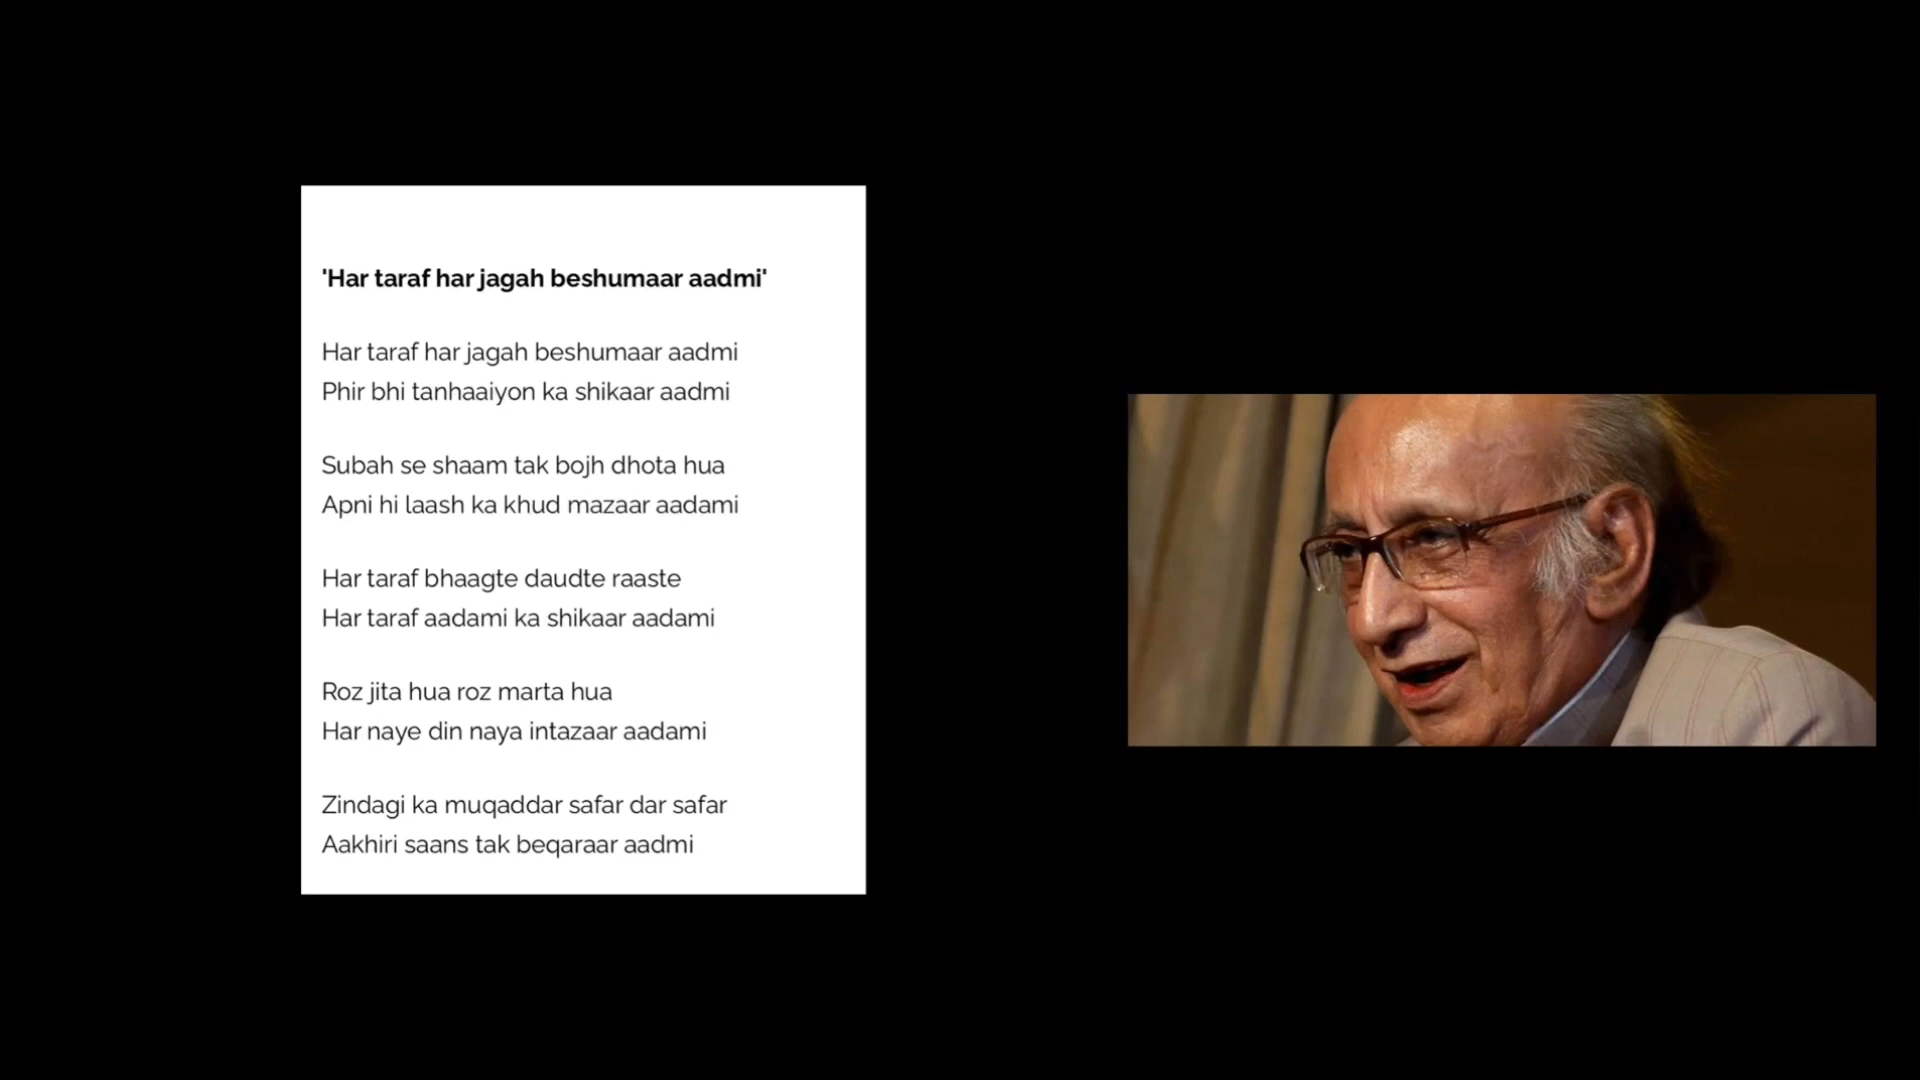 'Har taraf har jagah beshumaar aadmi'
Har taraf har jagah beshumaar aadmi
Phir bhi tanhaaiyon ka shikaar aadmi
Subah se shaam tak bojh dhota hua
Apni hi laash ka khud mazaar aadami
Har taraf bhaagte daudte raaste
Har taraf aadami ka shikaar aadami
Roz jita hua roz marta hua
Har naye din naya intazaar aadami
Zindagi ka muqaddar safar dar safar
Aakhiri saans tak beqaraar aadmi